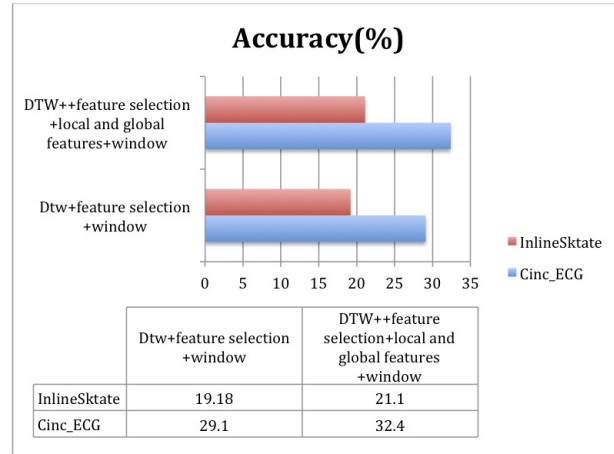 Accuracy(%)
DTW++feature selection
+local and global
features+window
Dtw+feature selection
+window
0 5 10 15 20 25 30 35
InlineSktate
Cinc_ECG
Dtw+feature selection
+window
DTW++feature
selection+local and
global features
+window
InlineSktate 19.18 21.1
Cinc_ECG 29.1 32.4